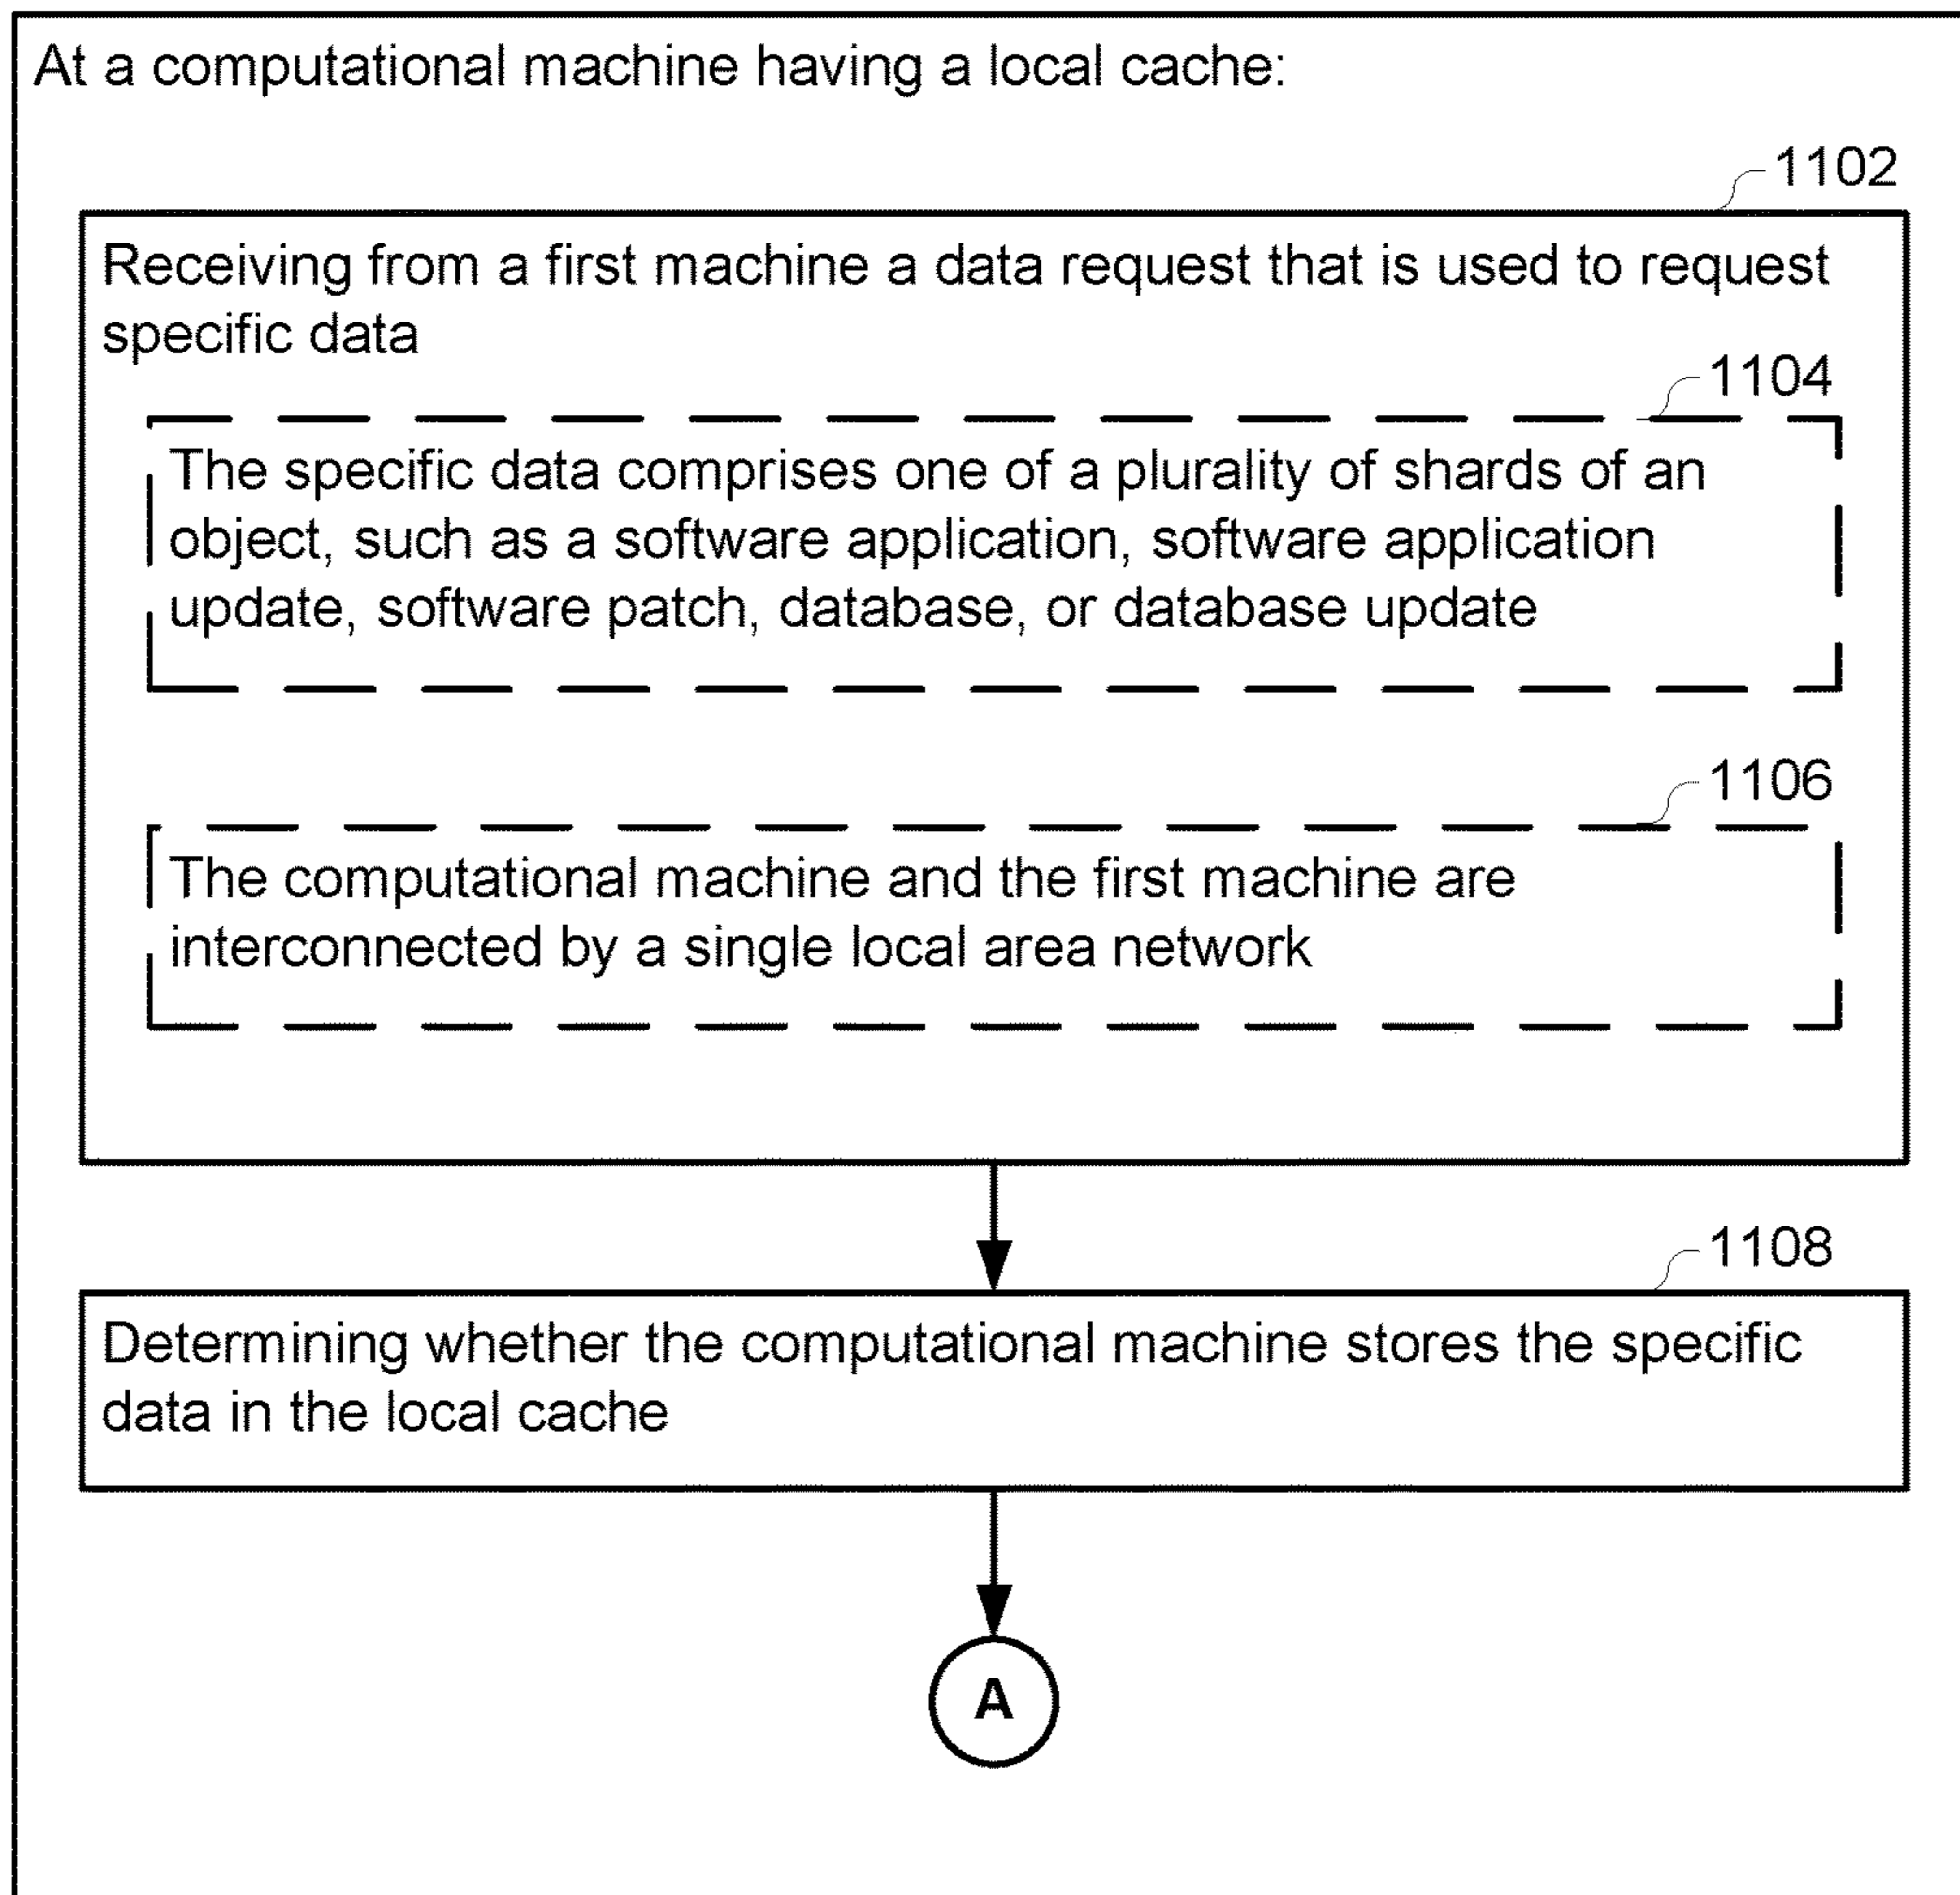 At a computational machine having a local cache:
1102
Receiving from a first machine a data request that is used to request
specific data
1104
The specific data comprises one of a plurality of shards of an
object, such as a software application, software application
update, software patch, database, or database update
1106
The computational machine and the first machine are
interconnected by a single local area network
1108
Determining whether the computational machine stores the specific
data in the local cache
A